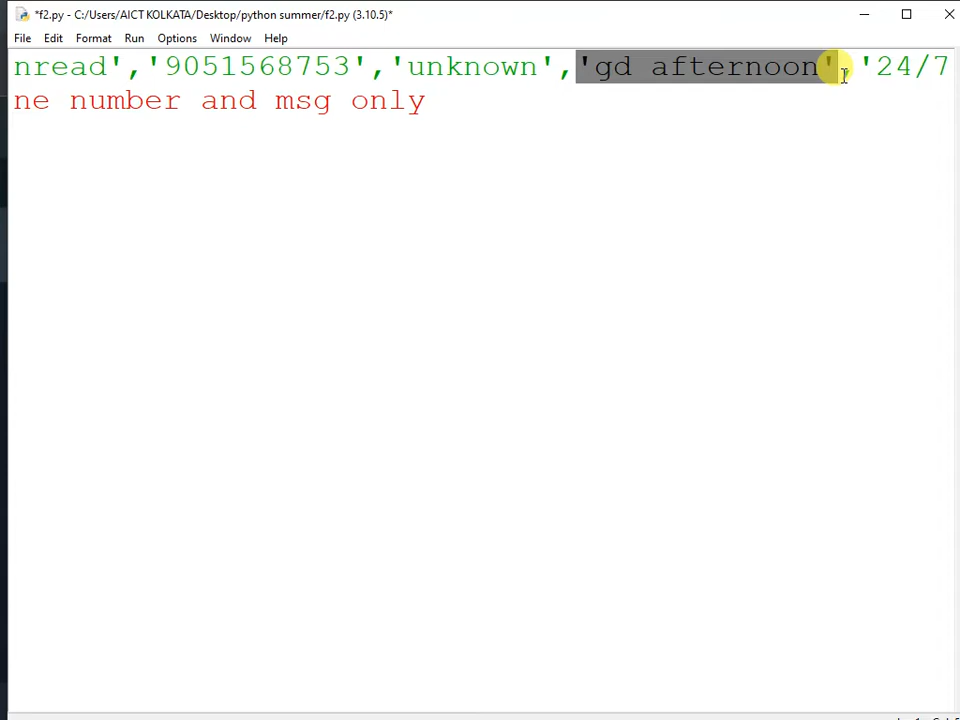 *f2.py - C:/Users/AICT KOLKATA/Desktop/python summer/f2.py (3.10.5)*
File Edit Format Run Options Window Help
nread','9051568753','unknown','gd afternoon','24/7
ne number and msg only